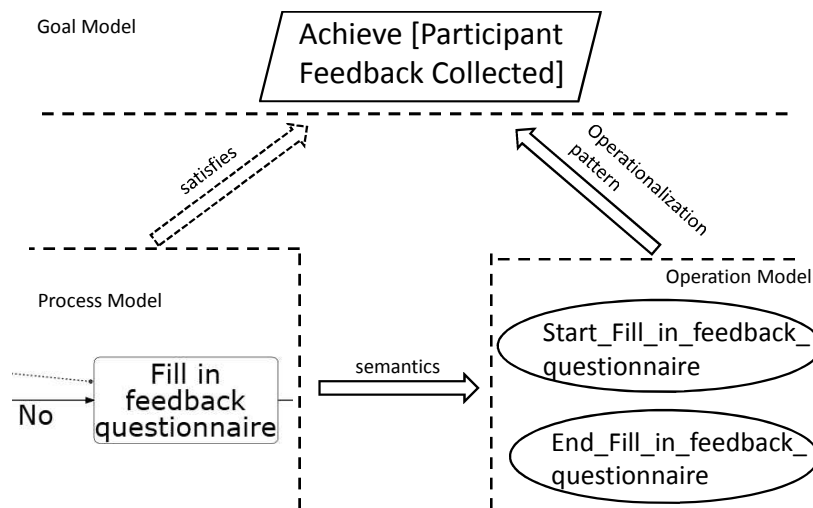 Goal Model
Achieve [Participant
Feedback Collected]
satisfies
Operationalization
pattern
Process Model
No
Fill in
feedback
questionnaire
semantics
Operation Model
Start_Fill_in_feedback_
questionnaire
End_Fill_in_feedback_
questionnaire